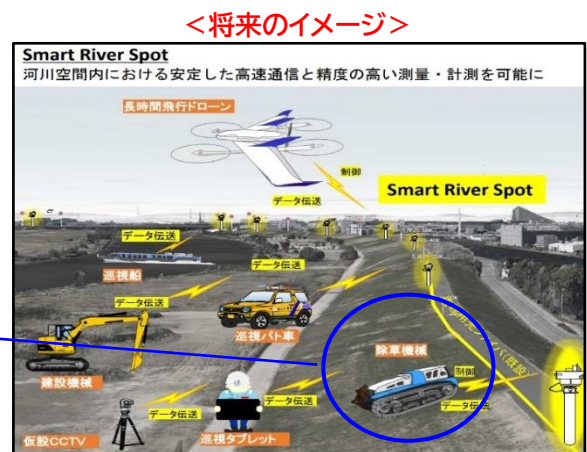 ＜将来のイメージ＞
Smart River Spot
河川空間内における安定した高速通信と精度の高い測量・計測を可能に
長時間飛行ドローン
制御
データ伝送
Smart River Spot
データ伝送
データ伝送
巡視船
データ伝送
巡視パト車
除草機械
制御
建設機械
データ伝送
データ伝送
データ伝送
仮設CCTV
巡視タブレット